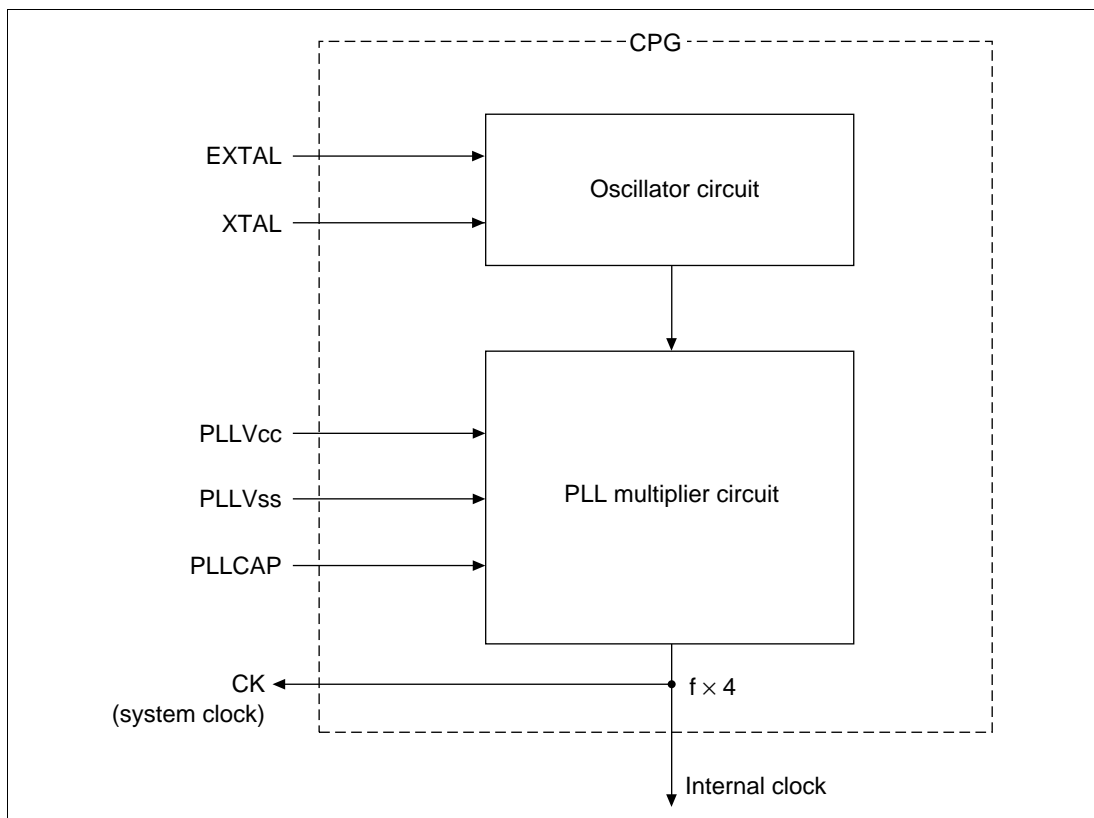 CPG
EXTAL
Oscillator circuit
XTAL
PLLVcc
PLLVss
PLL multiplier circuit
PLLCAP
CK
(system clock)
f × 4
Internal clock